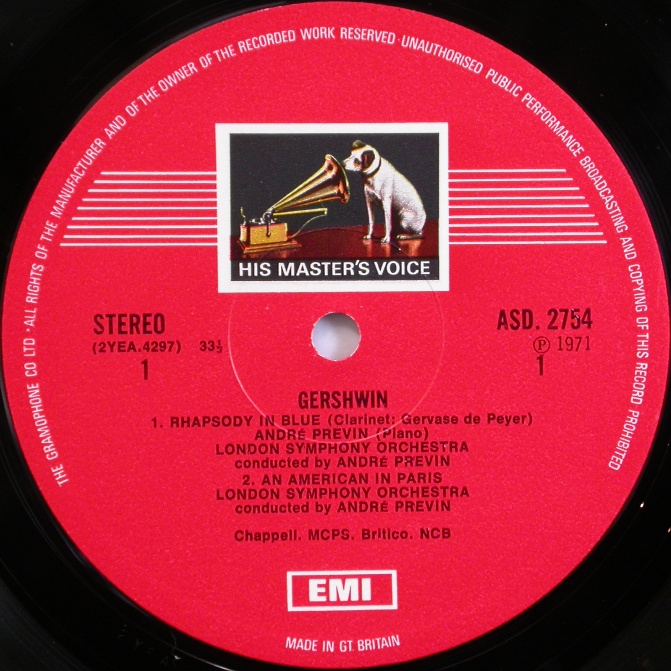 THE GRAMOPHONE CO LTD · ALL RIGHTS OF THE MANUFACTURER AND OF THE OWNER OF THE RECORDED WORK RESERVED · UNAUTHORISED PUBLIC PERFORMANCE BROADCASTING AND COPYING OF THIS RECORD PROHIBITED
HIS MASTER'S VOICE
STEREO
(2YEA.4297) 33⅓
1
ASD. 2754
Ⓟ 1971
1
GERSHWIN
1. RHAPSODY IN BLUE (Clarinet: Gervase de Peyer)
ANDRÉ PREVIN (Piano)
LONDON SYMPHONY ORCHESTRA
conducted by ANDRÉ PREVIN
2. AN AMERICAN IN PARIS
LONDON SYMPHONY ORCHESTRA
conducted by ANDRÉ PREVIN
Chappell. MCPS. Britico. NCB
EMI
MADE IN GT. BRITAIN